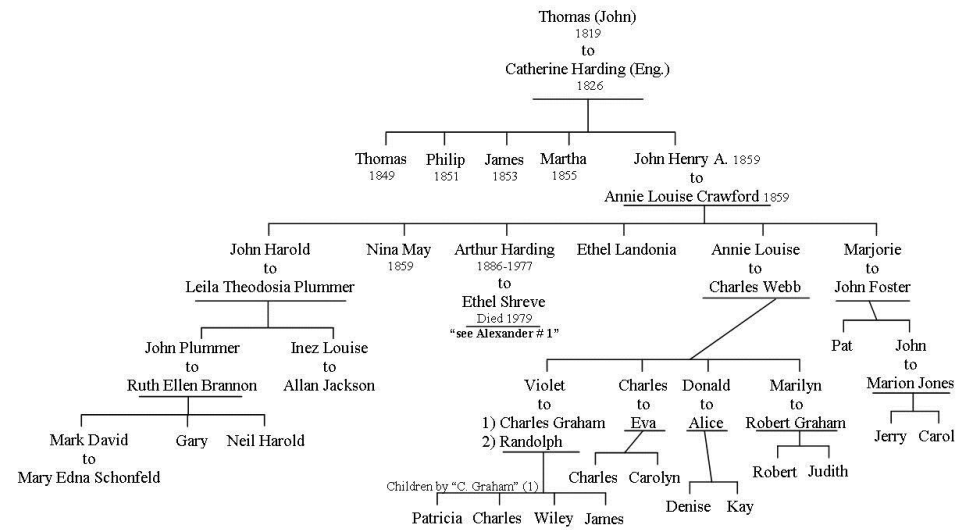 Thomas (John)
1819
to
Catherine Harding (Eng.)
1826
Thomas Philip James Martha John Henry A. 1859
1849 1851 1853 1855 to
Annie Louise Crawford 1859
John Harold Nina May Arthur Harding Ethel Landonia Annie Louise Marjorie
to 1859 1886-1977 to to
Leila Theodosia Plummer to Charles Webb John Foster
Ethel Shreve
Died 1979
"see Alexander # 1"
John Plummer Inez Louise Pat John
to to to
Ruth Ellen Brannon Allan Jackson Marion Jones
Violet Charles Donald Marilyn
to to to to
1) Charles Graham Eva Alice Robert Graham
2) Randolph
Mark David Gary Neil Harold Jerry Carol
to
Mary Edna Schonfeld
Charles Carolyn Robert Judith
Children by "C. Graham" (1)
Denise Kay
Patricia Charles Wiley James